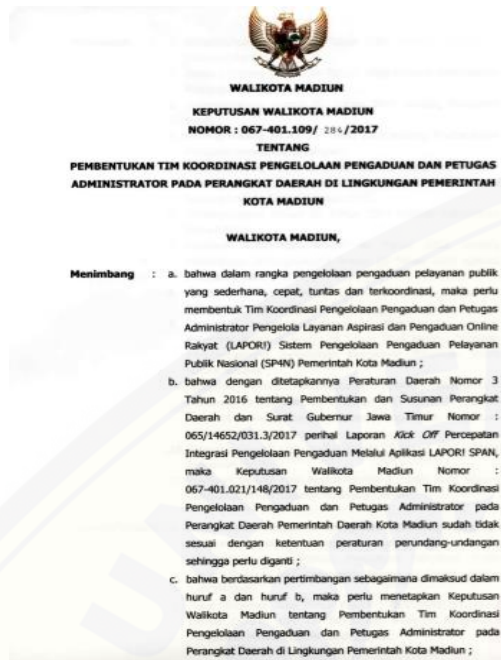 WALIKOTA MADIUN
KEPUTUSAN WALIKOTA MADIUN
NOMOR : 067-401.109/ 284/2017
TENTANG
PEMBENTUKAN TIM KOORDINASI PENGELOLAAN PENGADUAN DAN PETUGAS
ADMINISTRATOR PADA PERANGKAT DAERAH DI LINGKUNGAN PEMERINTAH
KOTA MADIUN
WALIKOTA MADIUN,
Menimbang : a. bahwa dalam rangka pengelolaan pengaduan pelayanan publik
yang sederhana, cepat, tuntas dan terkoordinasi, maka perlu
membentuk Tim Koordinasi Pengelolaan Pengaduan dan Petugas
Administrator Pengelola Layanan Aspirasi dan Pengaduan Online
Rakyat (LAPOR!) Sistem Pengelolaan Pengaduan Pelayanan
Publik Nasional (SP4N) Pemerintah Kota Madiun ;
b. bahwa dengan ditetapkannya Peraturan Daerah Nomor 3
Tahun 2016 tentang Pembentukan dan Susunan Perangkat
Daerah dan Surat Gubernur Jawa Timur Nomor :
065/14652/031.3/2017 perihal Laporan Kick Off Percepatan
Integrasi Pengelolaan Pengaduan Melalui Aplikasi LAPOR! SPAN,
maka Keputusan Walikota Madiun Nomor :
067-401.021/148/2017 tentang Pembentukan Tim Koordinasi
Pengelolaan Pengaduan dan Petugas Administrator pada
Perangkat Daerah Pemerintah Daerah Kota Madiun sudah tidak
sesuai dengan ketentuan peraturan perundang-undangan
sehingga perlu diganti ;
c. bahwa berdasarkan pertimbangan sebagaimana dimaksud dalam
huruf a dan huruf b, maka perlu menetapkan Keputusan
Walikota Madiun tentang Pembentukan Tim Koordinasi
Pengelolaan Pengaduan dan Petugas Administrator pada
Perangkat Daerah di Lingkungan Pemerintah Kota Madiun ;